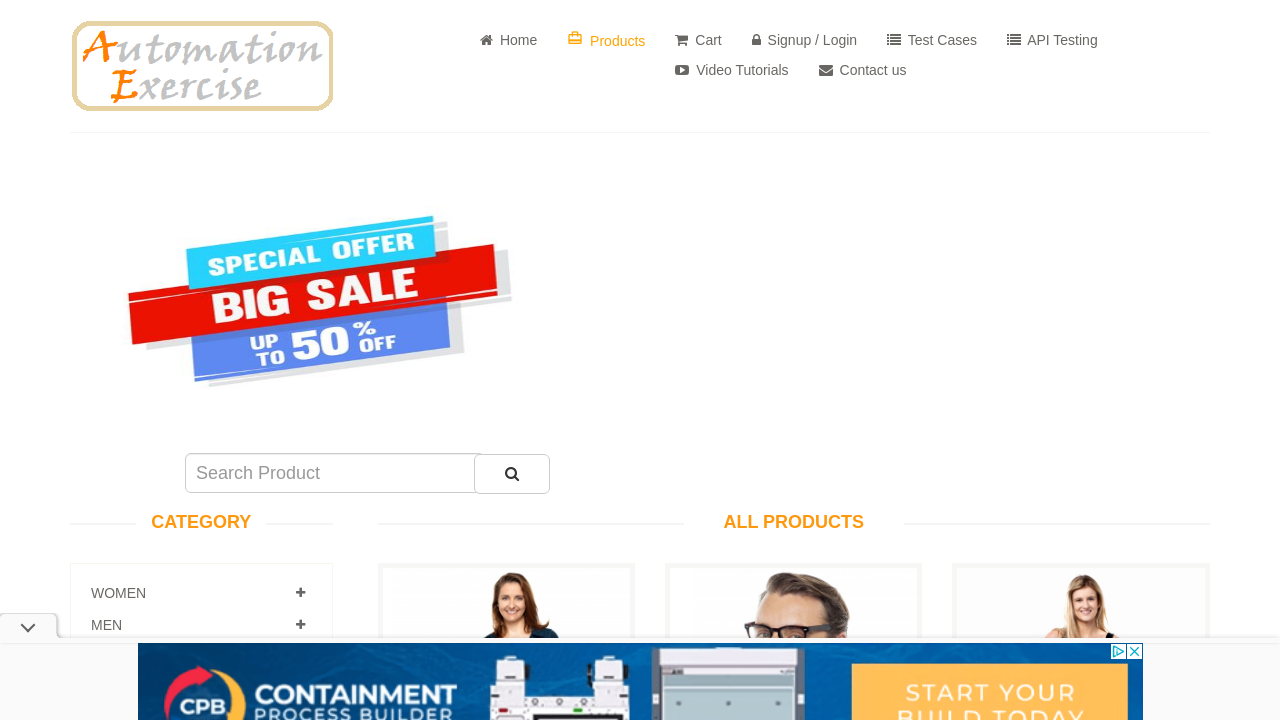 Automation
Exercise
Home
Products
Cart
Signup / Login
Test Cases
API Testing
Video Tutorials
Contact us
SPECIAL OFFER
BIG SALE
UP TO 50% OFF
Search Product
CATEGORY
ALL PRODUCTS
WOMEN
MEN
CPB
CONTAINMENT
PROCESS BUILDER
START YOUR
BUILD TODAY